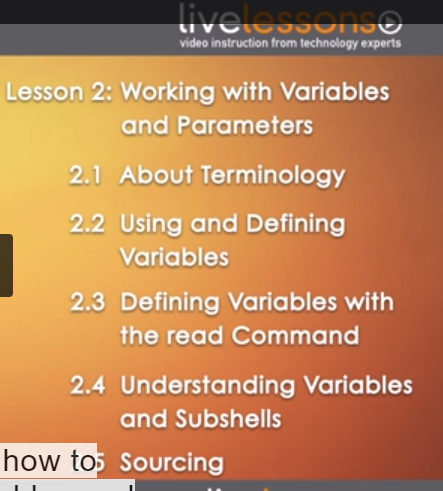 livelessons
video instruction from technology experts
Lesson 2: Working with Variables
and Parameters
2.1 About Terminology
2.2 Using and Defining
Variables
2.3 Defining Variables with
the read Command
2.4 Understanding Variables
and Subshells
how to
5 Sourcing